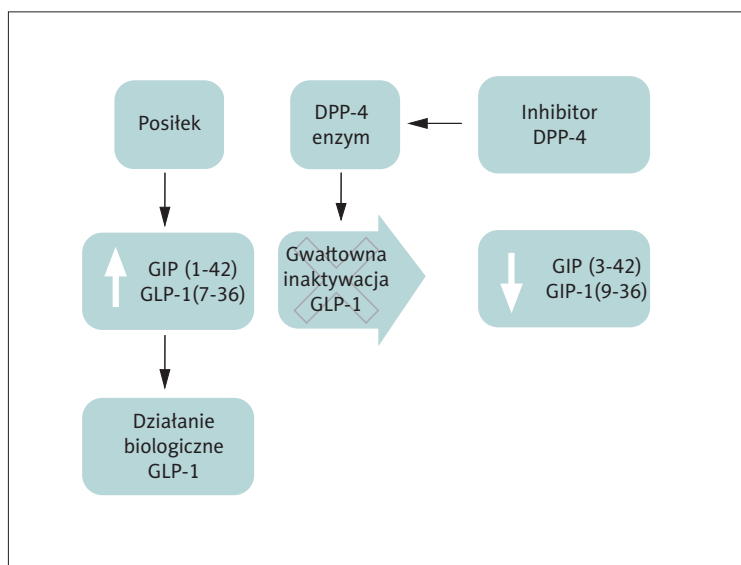 Posiłek
DPP-4
enzym
Inhibitor
DPP-4
GIP (1-42)
GLP-1(7-36)
Gwałtowna
inaktywacja
GLP-1
GIP (3-42)
GIP-1(9-36)
Działanie
biologiczne
GLP-1